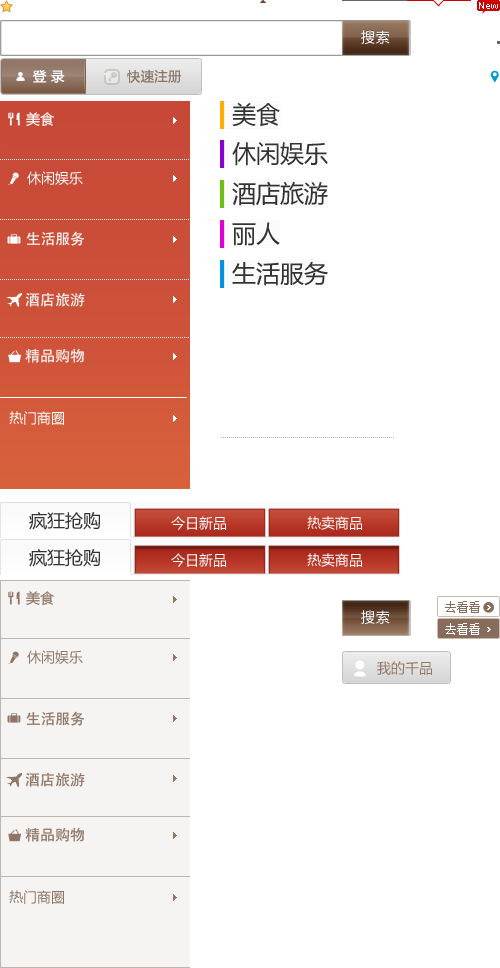 New
搜索
登 录
快速注册
美食
休闲娱乐
生活服务
酒店旅游
精品购物
热门商圈
美食
休闲娱乐
酒店旅游
丽人
生活服务
疯狂抢购
今日新品
热卖商品
疯狂抢购
今日新品
热卖商品
美食
休闲娱乐
生活服务
酒店旅游
精品购物
热门商圈
搜索
去看看
去看看
我的千品